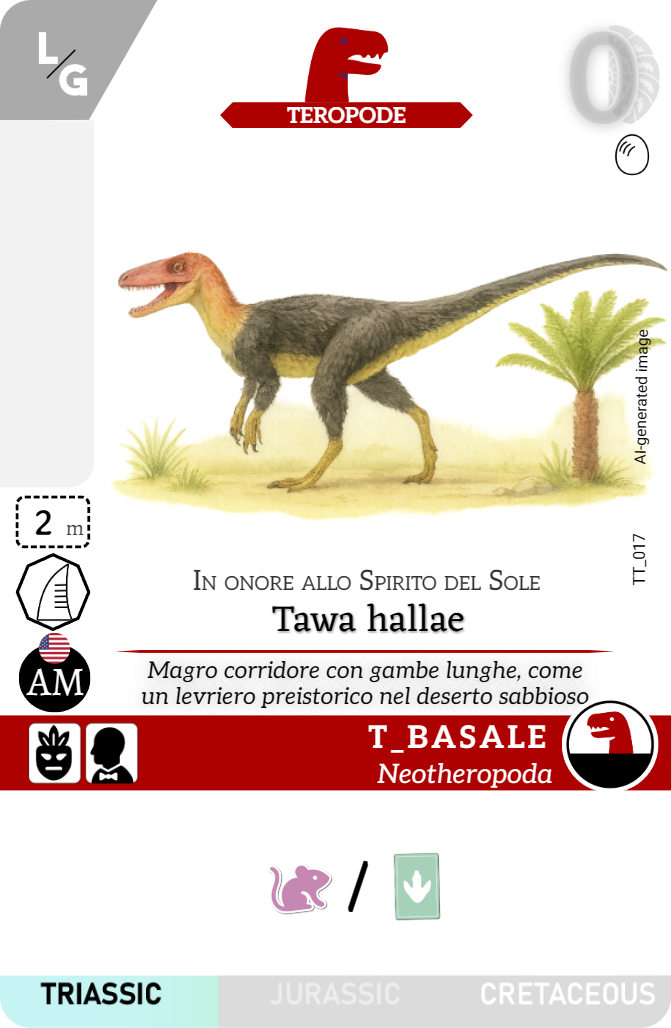 L/G
TEROPODE
0
AI-generated image
2 m
TT_017
In onore allo Spirito del Sole
Tawa hallae
AM
Magro corridore con gambe lunghe, come
un levriero preistorico nel deserto sabbioso
T_BASALE
Neotheropoda
/
TRIASSIC JURASSIC CRETACEOUS